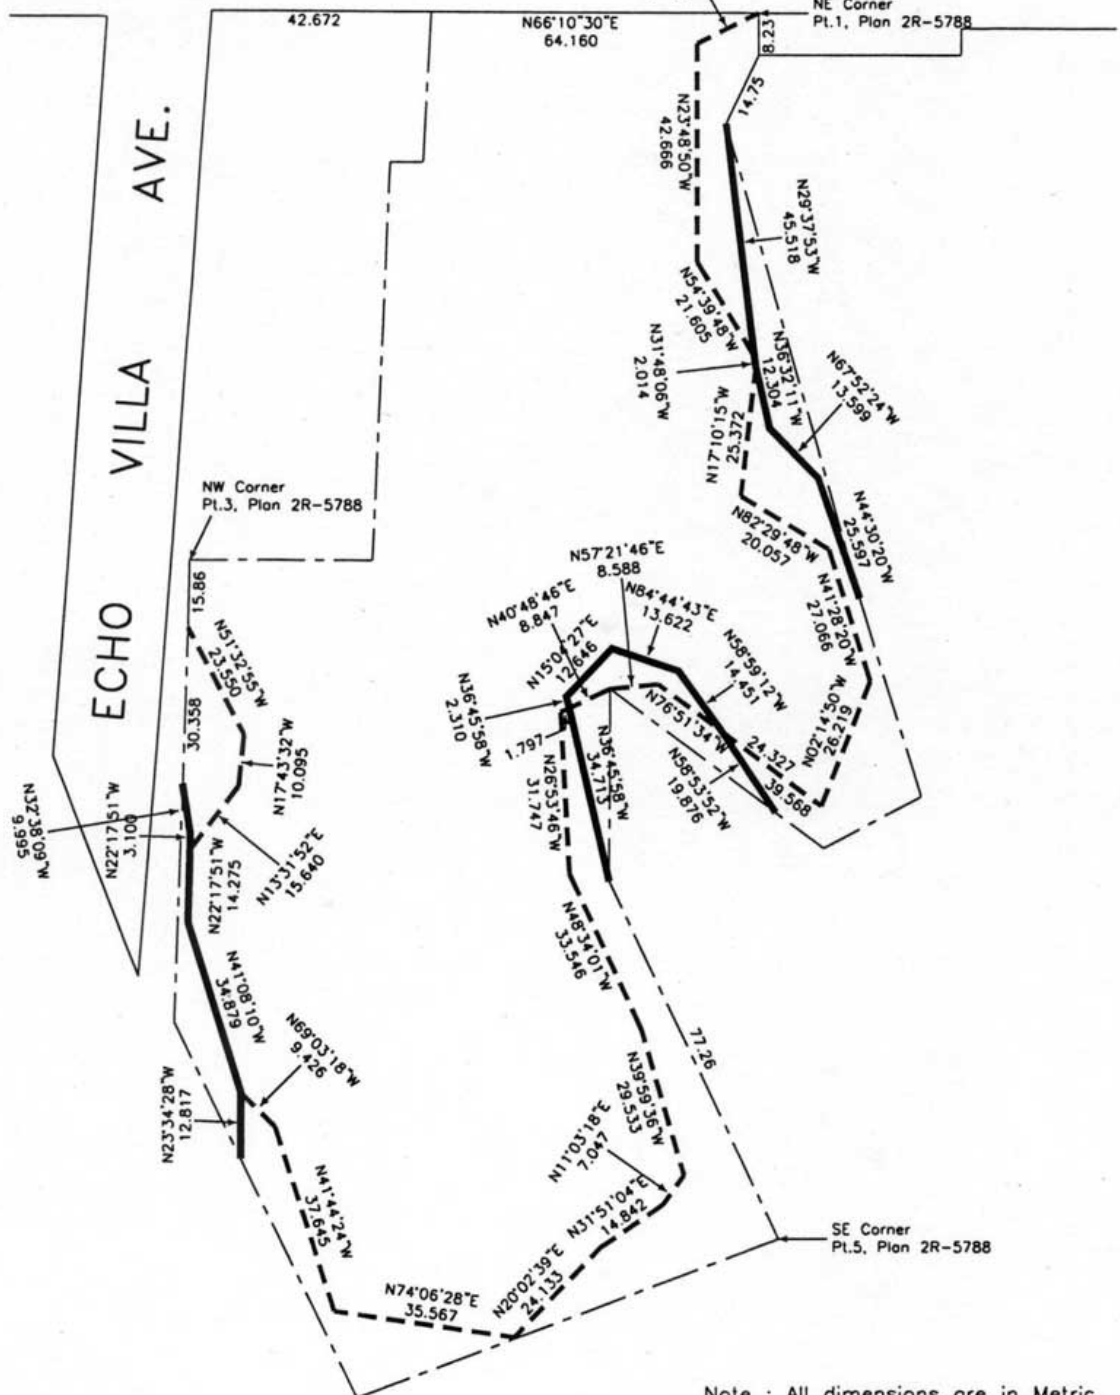 42.672
N66°10'30"E
64.160
NE Corner
Pt.1, Plan 2R-5788
8.23
14.75
N23°48'50"W
42.666
N29°37'53"W
45.518
N54°39'48"W
21.605
N31°48'06"W
2.014
N36°32'11"W
12.304
N67°52'24"W
13.599
N17°10'15"W
25.372
N82°29'48"W
20.057
N44°30'20"W
25.597
N41°28'20"W
27.066
N02°14'50"W
26.219
ECHO VILLA AVE.
NW Corner
Pt.3, Plan 2R-5788
15.86
N51°32'55"W
23.550
30.358
N17°43'32"W
10.095
N32°38'09"W
9.995
N22°17'51"W
3.100
N13°31'52"E
15.640
N22°17'51"W
14.275
N41°08'10"W
34.879
N69°03'18"W
9.426
N23°34'28"W
12.817
N41°44'24"W
37.645
N74°06'28"E
35.567
N20°02'39"E
24.133
N31°51'04"E
14.842
N11°03'18"E
7.047
N39°59'36"W
29.533
N48°34'01"W
33.546
N26°53'46"W
31.747
1.797
N36°45'58"W
2.310
N36°45'58"W
34.713
N15°04'27"E
12.646
N40°48'46"E
8.847
N57°21'46"E
8.588
N84°44'43"E
13.622
N58°59'12"W
14.451
N76°51'34"W
24.327
39.568
N58°53'52"W
19.876
77.26
SE Corner
Pt.5, Plan 2R-5788
Note : All dimensions are in Metric